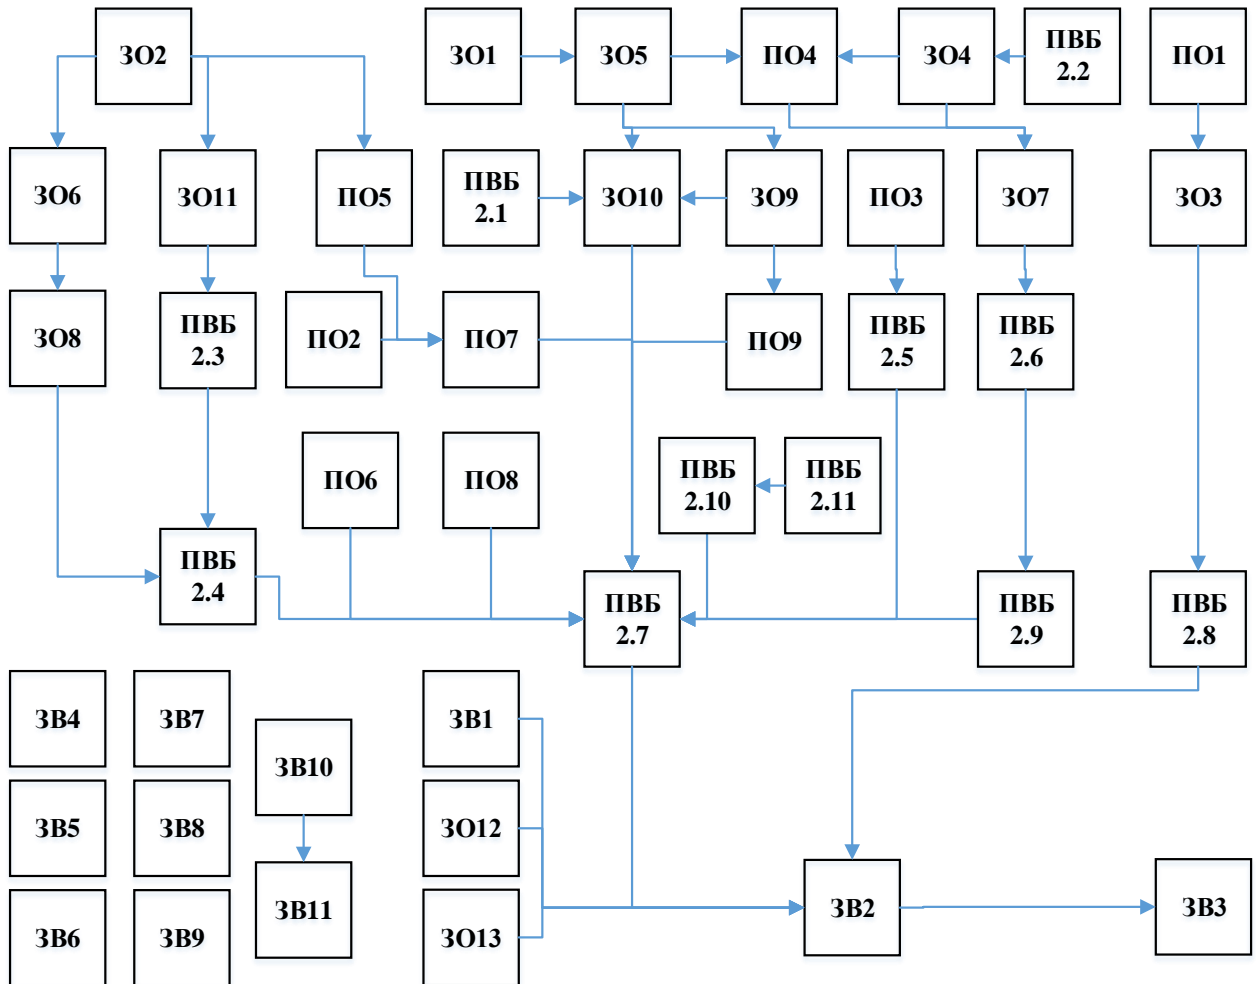 ЗО2
ЗО1
ЗО5
ПО4
ЗО4
ПВБ
2.2
ПО1
ЗО6
ЗО11
ПО5
ПВБ
2.1
ЗО10
ЗО9
ПО3
ЗО7
ЗО3
ЗО8
ПВБ
2.3
ПО2
ПО7
ПО9
ПВБ
2.5
ПВБ
2.6
ПО6
ПО8
ПВБ
2.10
ПВБ
2.11
ПВБ
2.4
ПВБ
2.7
ПВБ
2.9
ПВБ
2.8
ЗВ4
ЗВ7
ЗВ10
ЗВ1
ЗВ5
ЗВ8
ЗО12
ЗВ11
ЗВ2
ЗВ3
ЗВ6
ЗВ9
ЗО13